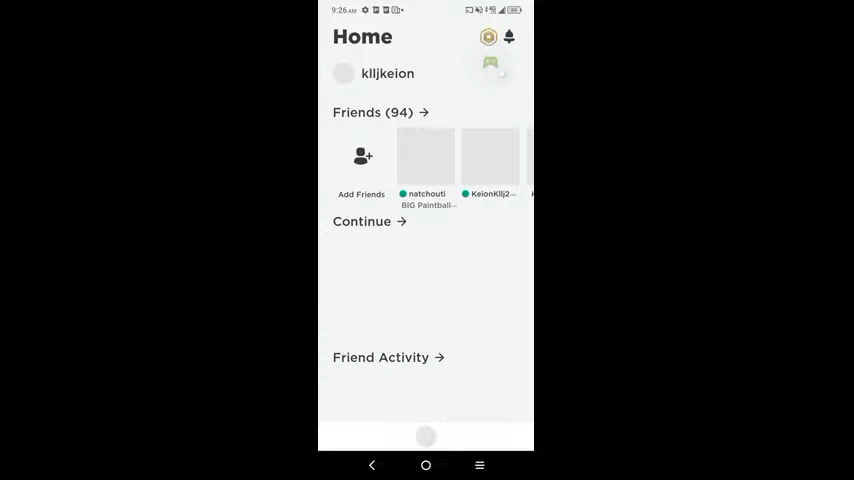 9:26 AM
Home
klljkeion
Friends (94) →
Add Friends
natchouti
KeionKllj2—
BIG Paintball—
Continue →
Friend Activity →